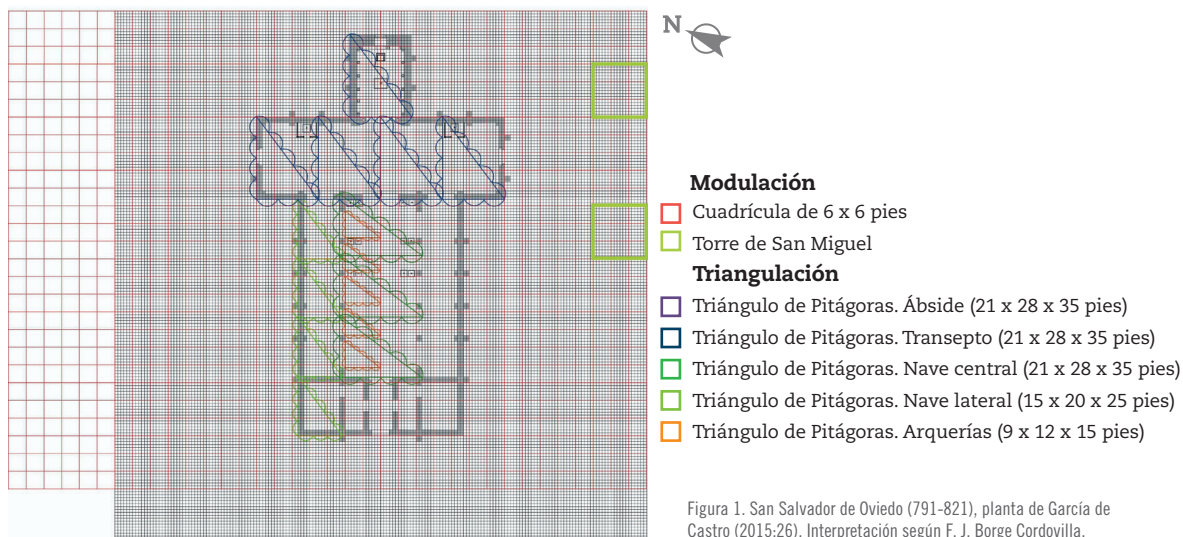 N
Modulación
Cuadrícula de 6 x 6 pies
Torre de San Miguel
Triangulación
Triángulo de Pitágoras. Ábside (21 x 28 x 35 pies)
Triángulo de Pitágoras. Transepto (21 x 28 x 35 pies)
Triángulo de Pitágoras. Nave central (21 x 28 x 35 pies)
Triángulo de Pitágoras. Nave lateral (15 x 20 x 25 pies)
Triángulo de Pitágoras. Arquerías (9 x 12 x 15 pies)
Figura 1. San Salvador de Oviedo (791-821), planta de García de
Castro (2015:26). Interpretación según F. J. Borge Cordovilla.